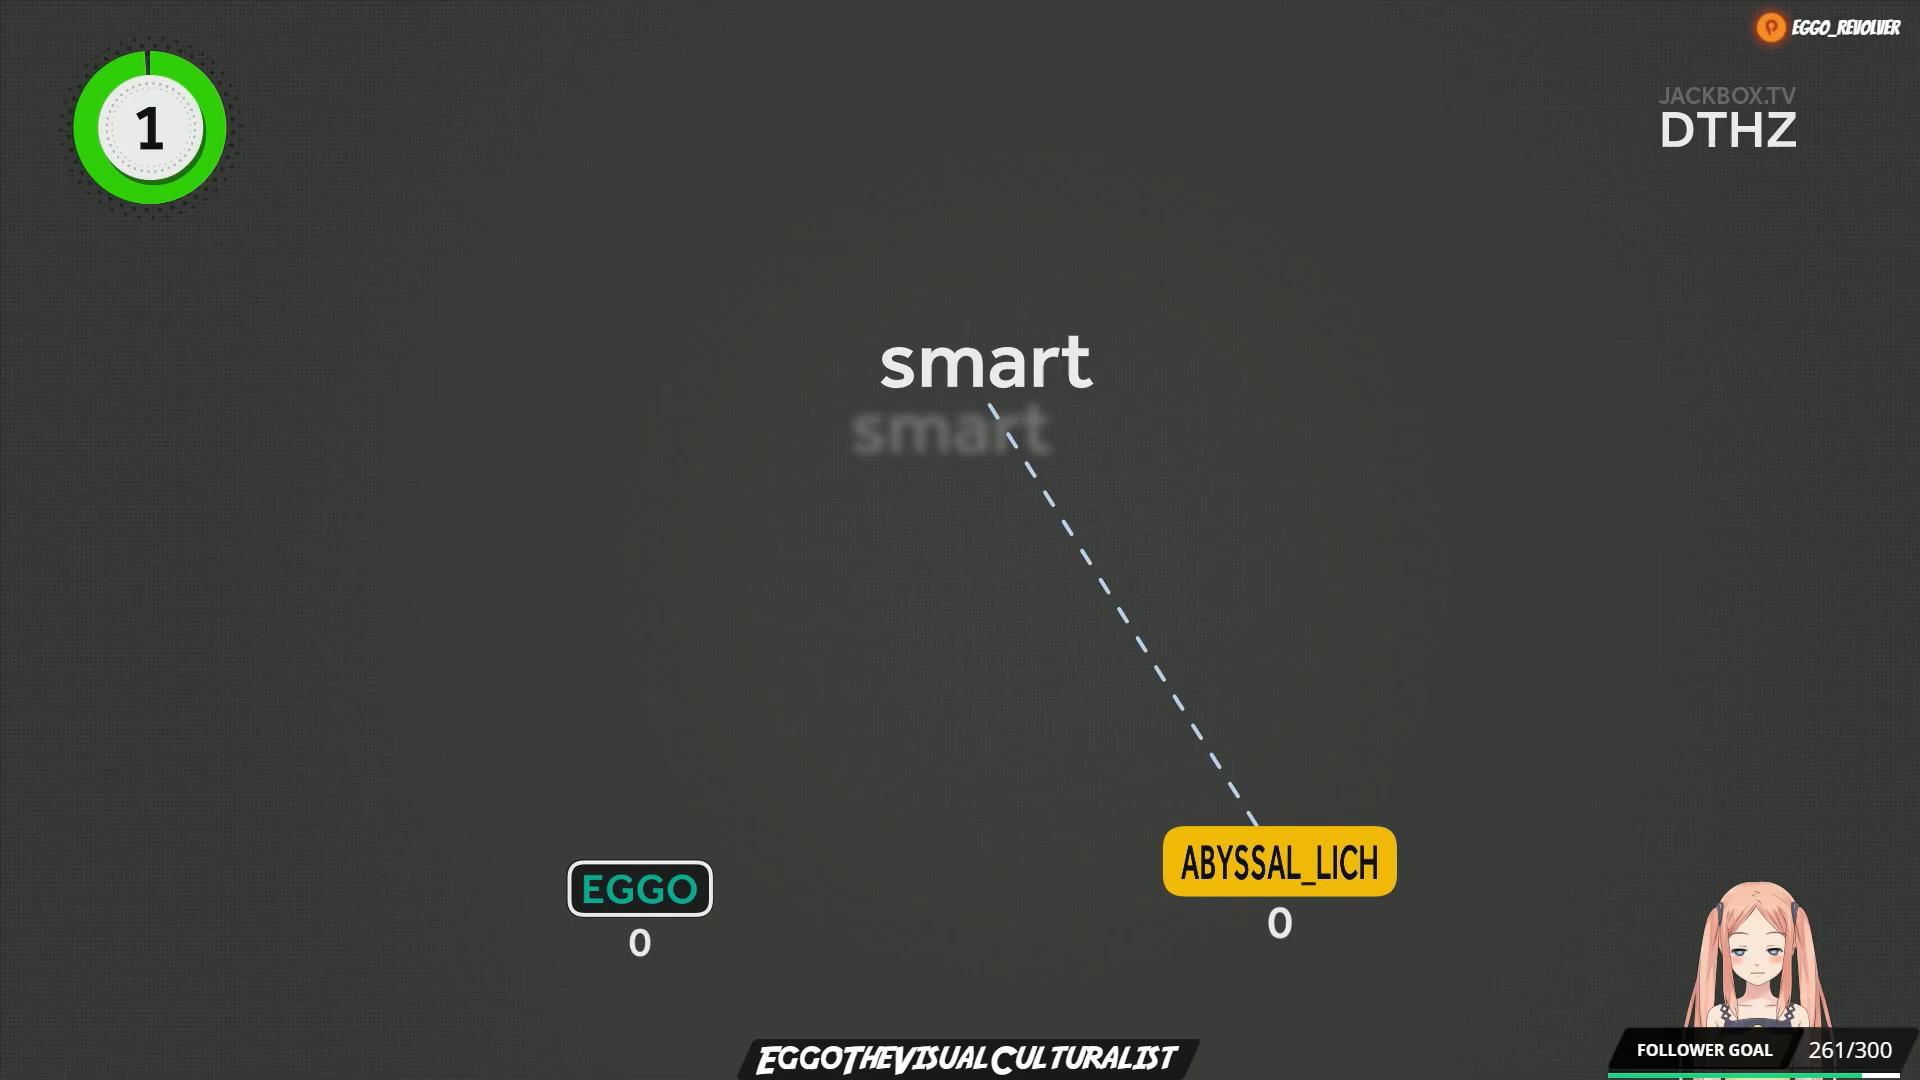 EGGO_REVOLVER
1
JACKBOX.TV
DTHZ
smart
smart
EGGO
0
ABYSSAL_LICH
0
EGGOTHEVISUALCULTURALIST
FOLLOWER GOAL 261/300